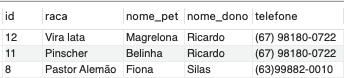 id raca nome_pet nome_dono telefone
12 Vira lata Magrelona Ricardo (67) 98180-0722
11 Pinscher Belinha Ricardo (67) 98180-0722
8 Pastor Alemão Fiona Silas (63)99882-0010